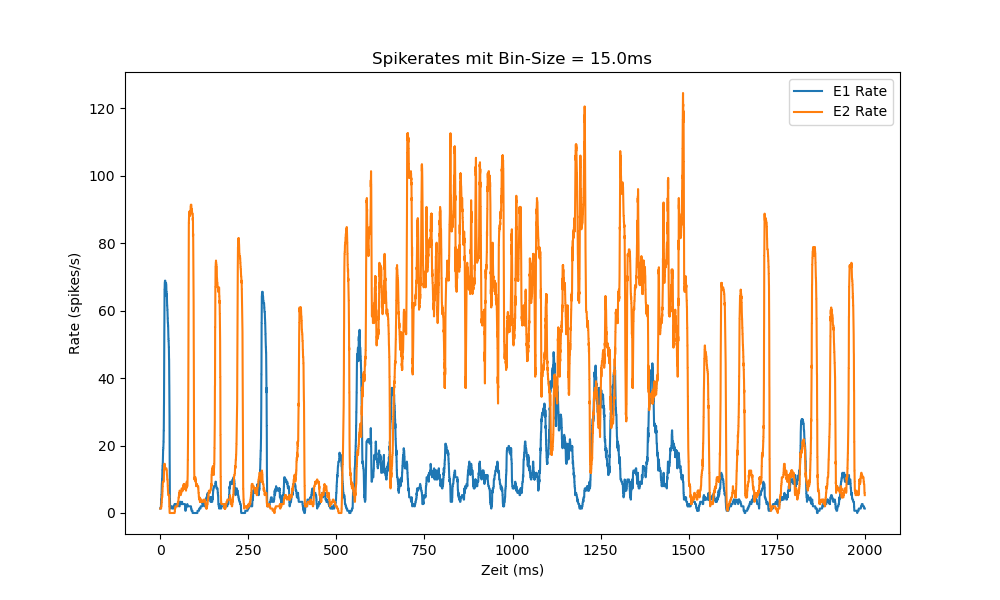 Spikerates mit Bin-Size = 15.0ms
E1 Rate
E2 Rate
Rate (spikes/s)
120
100
80
60
40
20
0
0 250 500 750 1000 1250 1500 1750 2000
Zeit (ms)